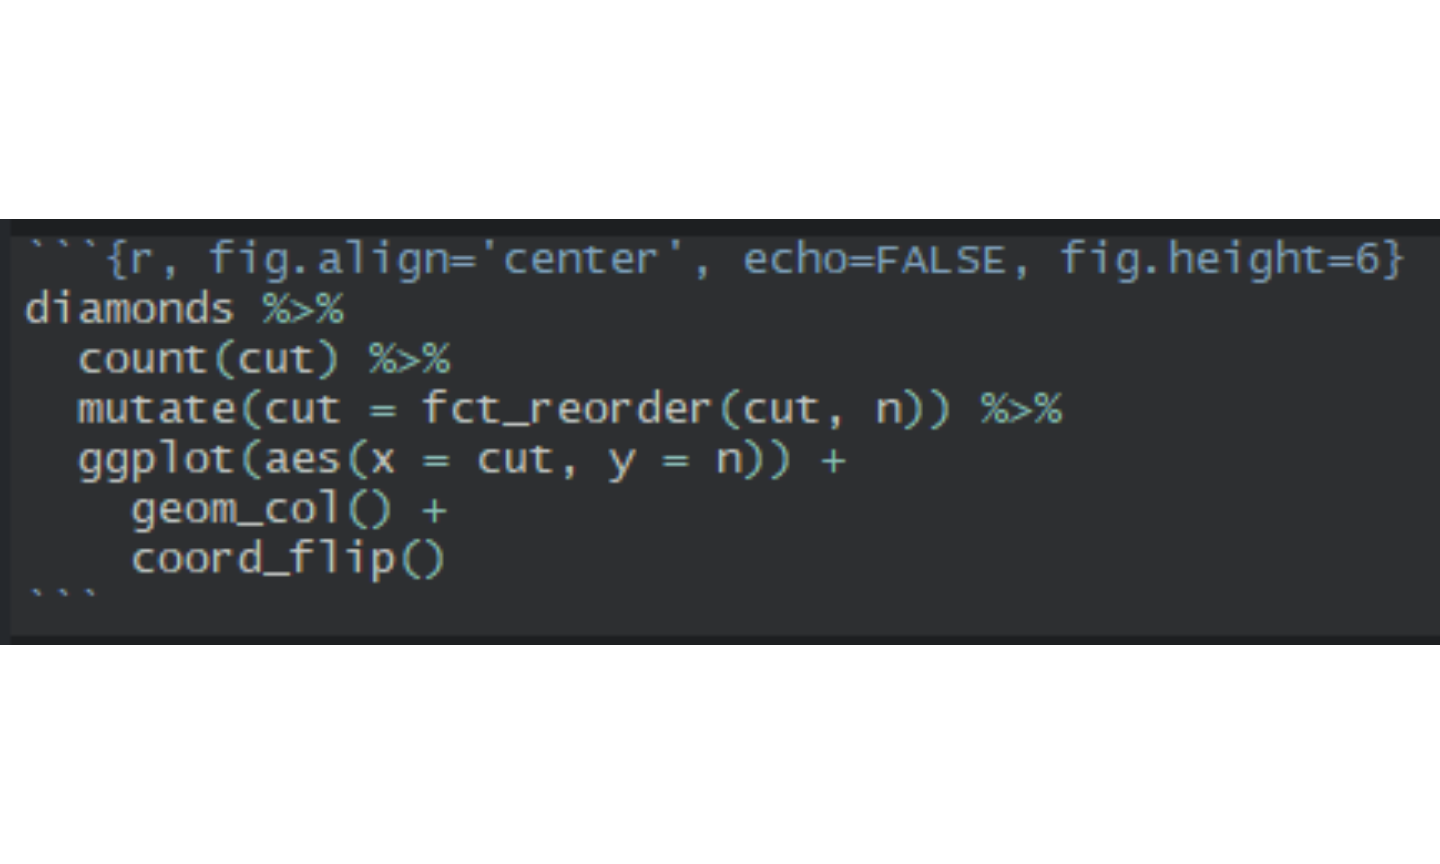 ```{r, fig.align='center', echo=FALSE, fig.height=6}
diamonds %>%
  count(cut) %>%
  mutate(cut = fct_reorder(cut, n)) %>%
  ggplot(aes(x = cut, y = n)) +
    geom_col() +
    coord_flip()
```